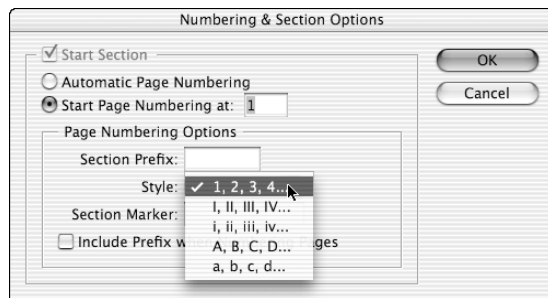 Numbering & Section Options
Start Section
OK
Automatic Page Numbering
Cancel
Start Page Numbering at: 1
Page Numbering Options
Section Prefix:
Style: 1, 2, 3, 4...
I, II, III, IV...
Section Marker:
i, ii, iii, iv...
Include Prefix w ges
A, B, C, D...
a, b, c, d...